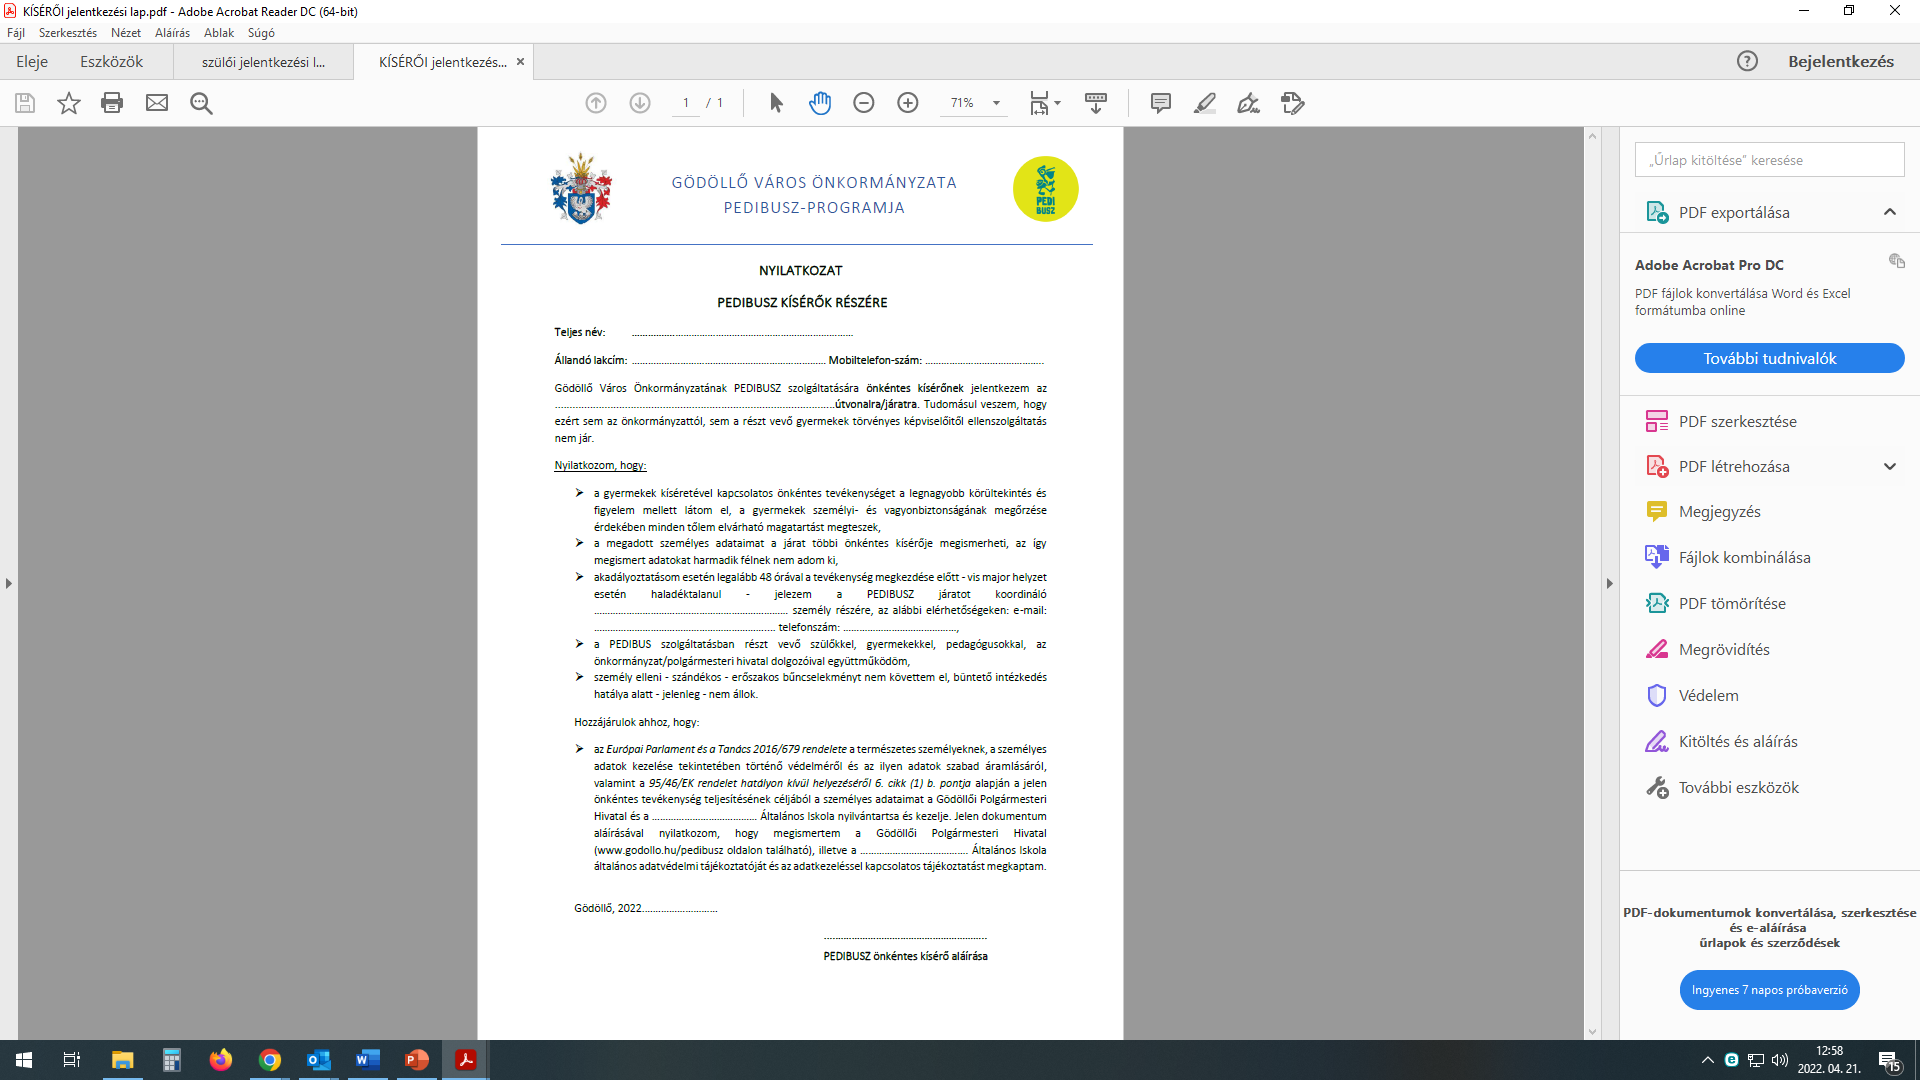 KÍSÉRŐI jelentkezési lap.pdf - Adobe Acrobat Reader DC (64-bit)
Fájl Szerkesztés Nézet Aláírás Ablak Súgó
Eleje Eszközök szülői jelentkezési l... KÍSÉRŐI jelentkezés... Bejelentkezés
1 / 1 71%
GÖDÖLLŐ VÁROS ÖNKORMÁNYZATA
PEDIBUSZ-PROGRAMJA
PEDI
BUSZ
NYILATKOZAT
PEDIBUSZ KÍSÉRŐK RÉSZÉRE
Teljes név: ................................................................................
Állandó lakcím: ...................................................................... Mobiltelefon-szám: ...........................................
Gödöllő Város Önkormányzatának PEDIBUSZ szolgáltatására önkéntes kísérőnek jelentkezem az
.....................................................................................................útvonalra/járatra. Tudomásul veszem, hogy
ezért sem az önkormányzattól, sem a részt vevő gyermekek törvényes képviselőitől ellenszolgáltatás
nem jár.
Nyilatkozom, hogy:
➢ a gyermekek kíséretével kapcsolatos önkéntes tevékenységet a legnagyobb körültekintés és
figyelem mellett látom el, a gyermekek személyi- és vagyonbiztonságának megőrzése
érdekében minden tőlem elvárható magatartást megteszek,
➢ a megadott személyes adataimat a járat többi önkéntes kísérője megismerheti, az így
megismert adatokat harmadik félnek nem adom ki,
➢ akadályoztatásom esetén legalább 48 órával a tevékenység megkezdése előtt - vis major helyzet
esetén haladéktalanul - jelezem a PEDIBUSZ járatot koordináló
...................................................................... személy részére, az alábbi elérhetőségeken: e-mail:
.................................................................. telefonszám: .........................................,
➢ a PEDIBUS szolgáltatásban részt vevő szülőkkel, gyermekekkel, pedagógusokkal, az
önkormányzat/polgármesteri hivatal dolgozóival együttműködöm,
➢ személy elleni - szándékos - erőszakos bűncselekményt nem követtem el, büntető intézkedés
hatálya alatt - jelenleg - nem állok.
Hozzájárulok ahhoz, hogy:
➢ az Európai Parlament és a Tanács 2016/679 rendelete a természetes személyeknek, a személyes
adatok kezelése tekintetében történő védelméről és az ilyen adatok szabad áramlásáról,
valamint a 95/46/EK rendelet hatályon kívül helyezéséről 6. cikk (1) b. pontja alapján a jelen
önkéntes tevékenység teljesítésének céljából a személyes adataimat a Gödöllői Polgármesteri
Hivatal és a ...................................... Általános Iskola nyilvántartsa és kezelje. Jelen dokumentum
aláírásával nyilatkozom, hogy megismertem a Gödöllői Polgármesteri Hivatal
(www.godollo.hu/pedibusz oldalon található), illetve a ....................................... Általános Iskola
általános adatvédelmi tájékoztatóját és az adatkezeléssel kapcsolatos tájékoztatást megkaptam.
Gödöllő, 2022............................
...........................................................
PEDIBUSZ önkéntes kísérő aláírása
„Űrlap kitöltése” keresése
PDF exportálása
Adobe Acrobat Pro DC
PDF fájlok konvertálása Word és Excel
formátumba online
További tudnivalók
PDF szerkesztése
PDF létrehozása
Megjegyzés
Fájlok kombinálása
PDF tömörítése
Megrövidítés
Védelem
Kitöltés és aláírás
További eszközök
PDF-dokumentumok konvertálása, szerkesztése
és e-aláírása
űrlapok és szerződések
Ingyenes 7 napos próbaverzió
12:58
2022. 04. 21.
15